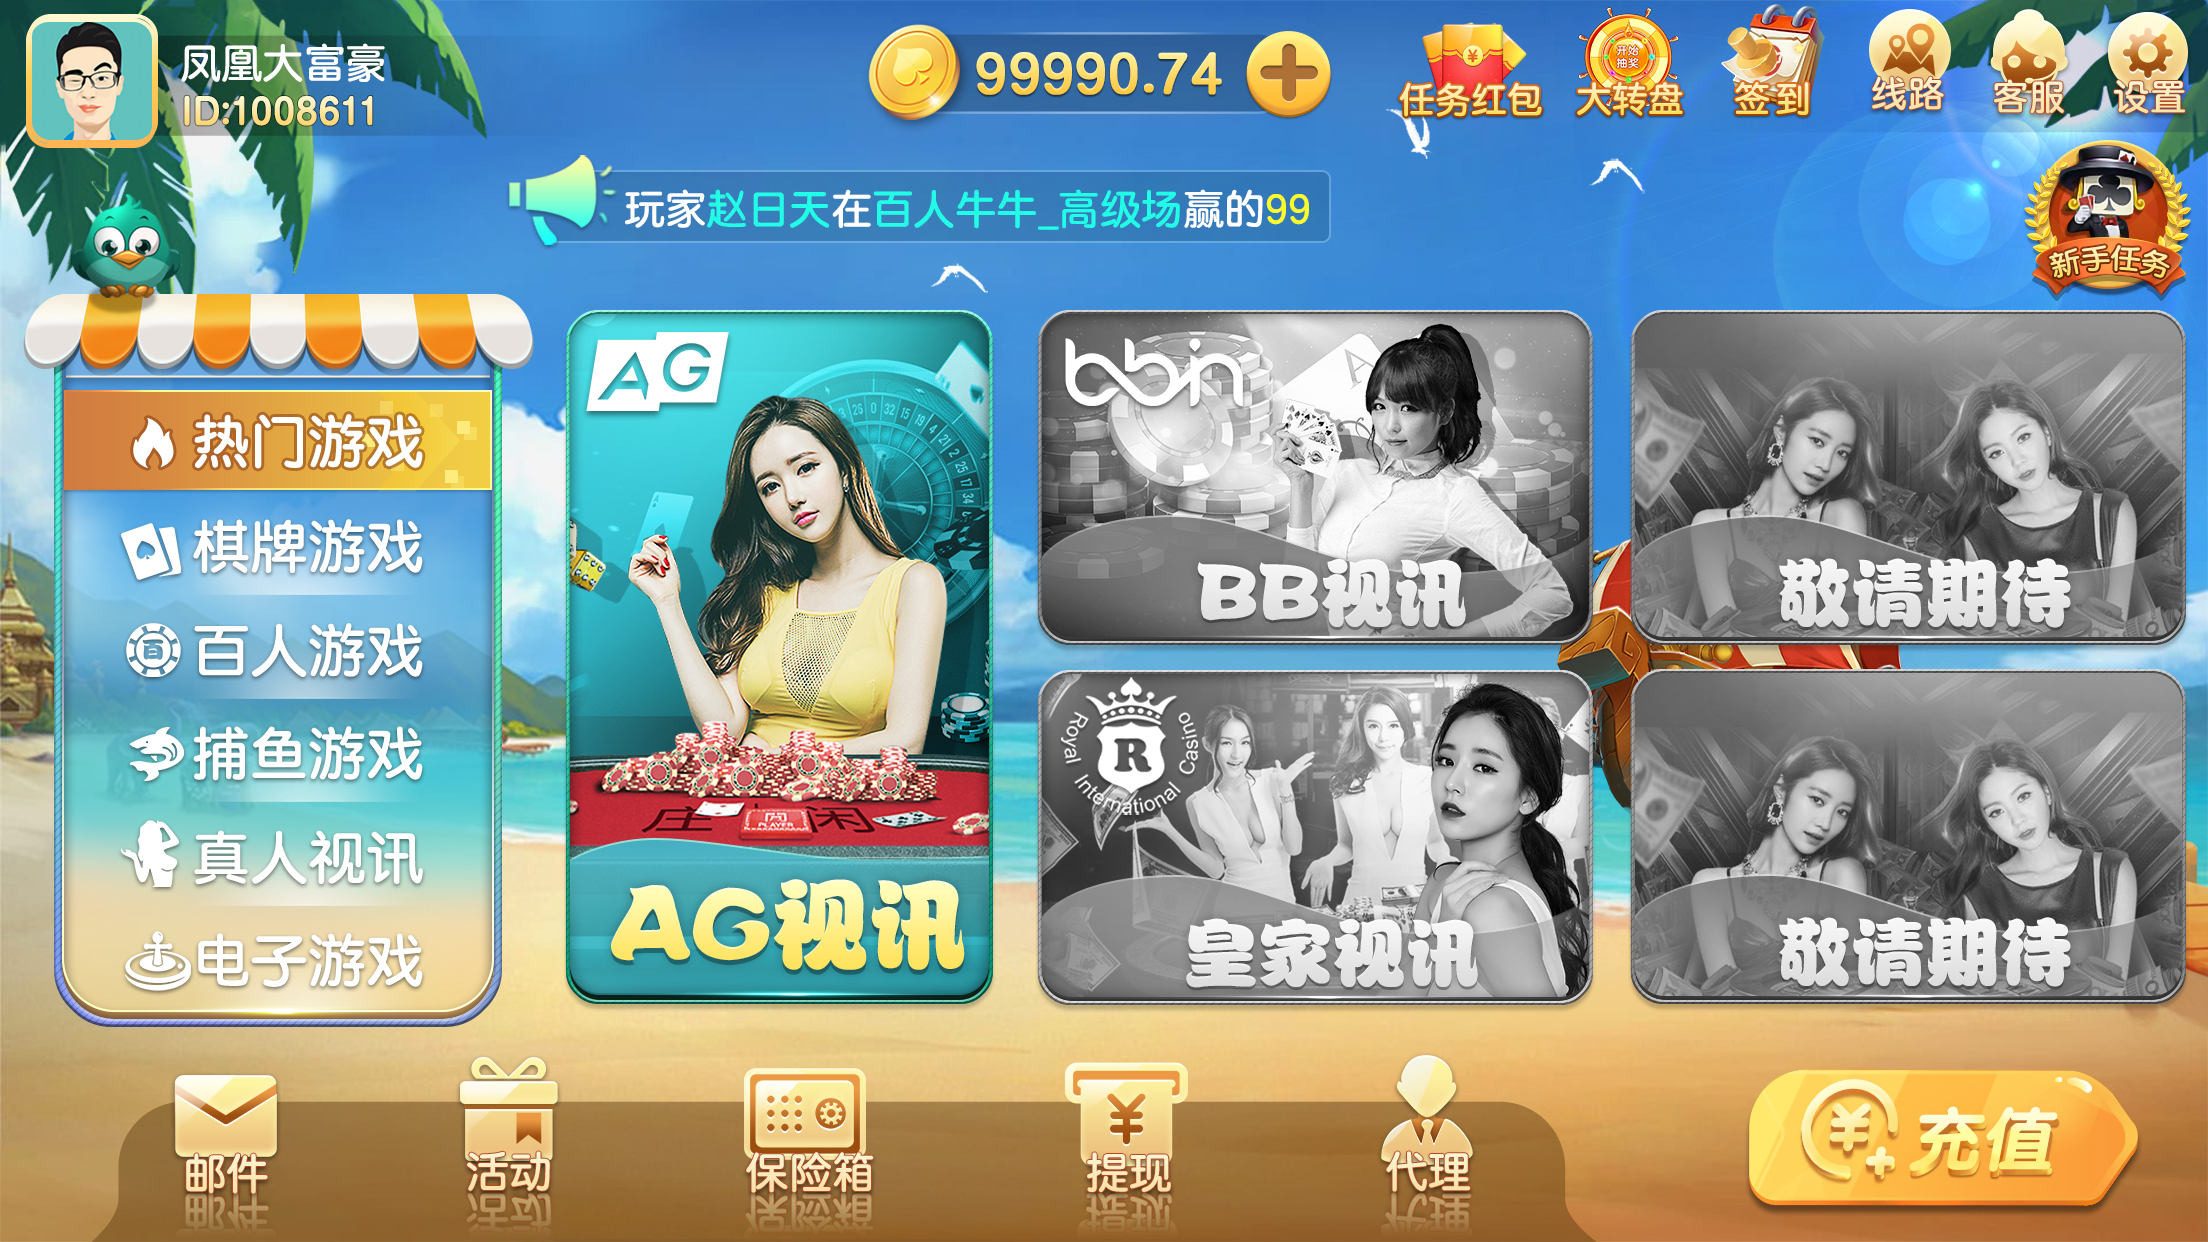 凤凰大富豪
ID:1008611
99990.74
任务红包
开始
抽奖
大转盘
签到
线路
客服
设置
玩家赵日天在百人牛牛_高级场赢的99
新手任务
热门游戏
棋牌游戏
百
百人游戏
捕鱼游戏
真人视讯
电子游戏
AG
庄 闲
PLAYER
AG视讯
bbin
BB视讯
敬请期待
R
Royal International Casino
皇家视讯
敬请期待
邮件
活动
保险箱
¥
提现
代理
¥
充值